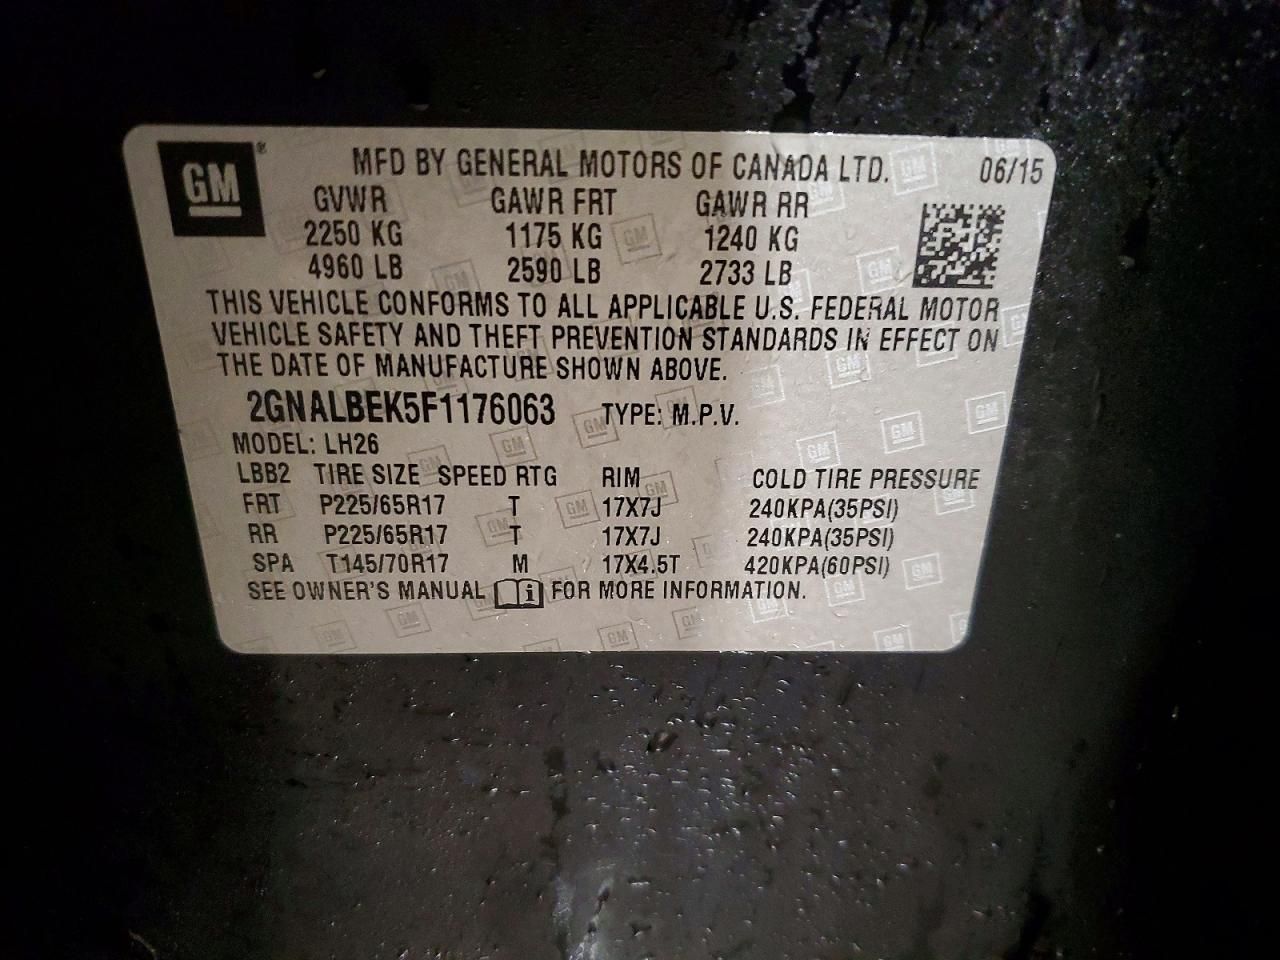 GM® MFD BY GENERAL MOTORS OF CANADA LTD. 06/15
GVWR GAWR FRT GAWR RR
2250 KG 1175 KG 1240 KG
4960 LB 2590 LB 2733 LB
THIS VEHICLE CONFORMS TO ALL APPLICABLE U.S. FEDERAL MOTOR
VEHICLE SAFETY AND THEFT PREVENTION STANDARDS IN EFFECT ON
THE DATE OF MANUFACTURE SHOWN ABOVE.
2GNALBEK5F1176063 TYPE: M.P.V.
MODEL: LH26
LBB2 TIRE SIZE SPEED RTG RIM COLD TIRE PRESSURE
FRT P225/65R17 T 17X7J 240KPA(35PSI)
RR P225/65R17 T 17X7J 240KPA(35PSI)
SPA T145/70R17 M 17X4.5T 420KPA(60PSI)
SEE OWNER'S MANUAL i FOR MORE INFORMATION.